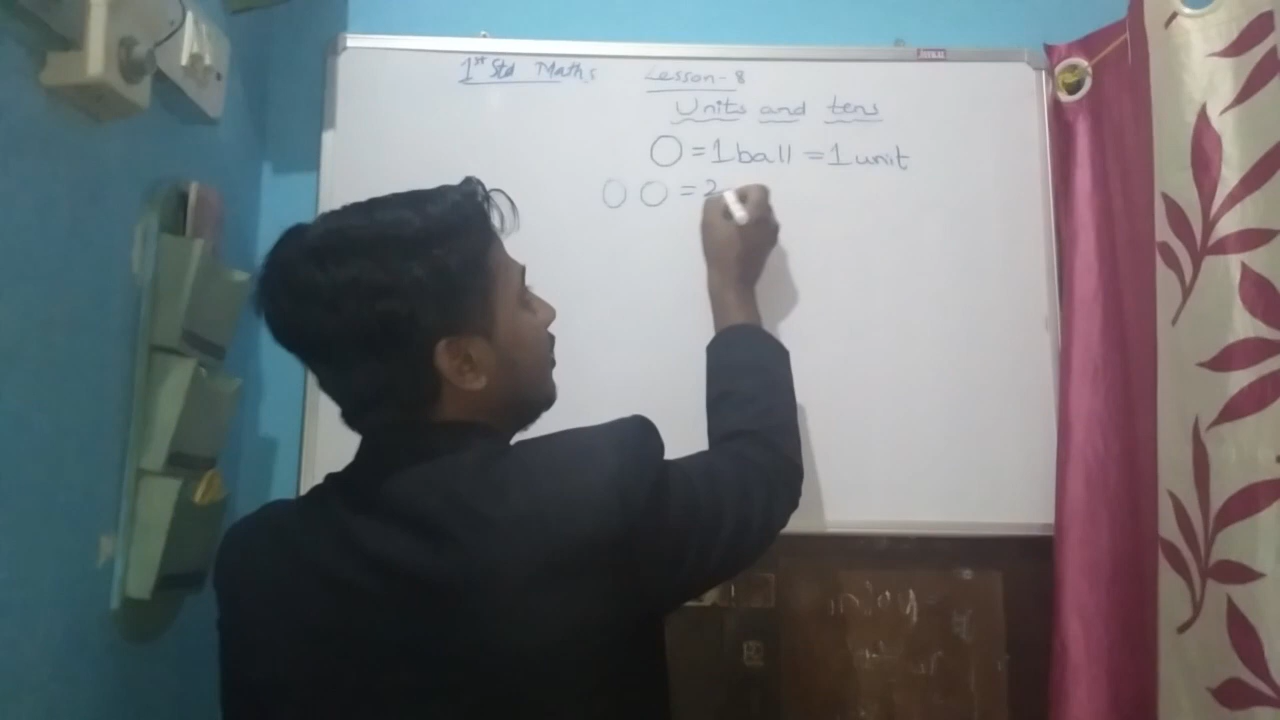 1st Std Maths Lesson-8
Units and tens
O = 1 ball = 1 unit
O O = 2